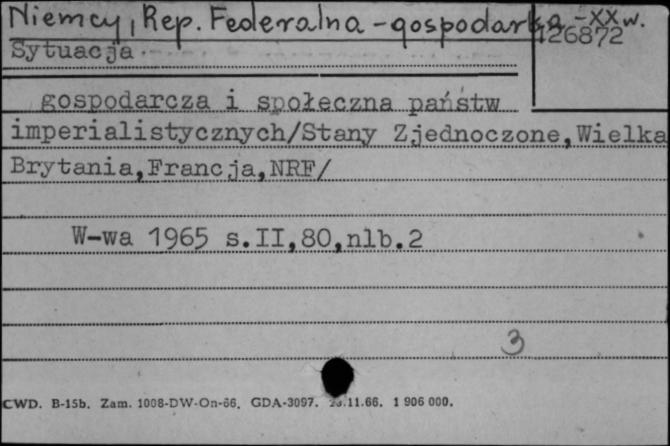 Niemcy, Rep. Federalna - gospodarka - XX w.
126872
Sytuacja
gospodarcza i społeczna państw
imperialistycznych/Stany Zjednoczone,Wielka
Brytania,Francja,NRF/
W-wa 1965 s.II,80,nlb.2
3
CWD. B-15b. Zam. 1008-DW-On-66. GDA-3097. 11.66. 1 906 000.